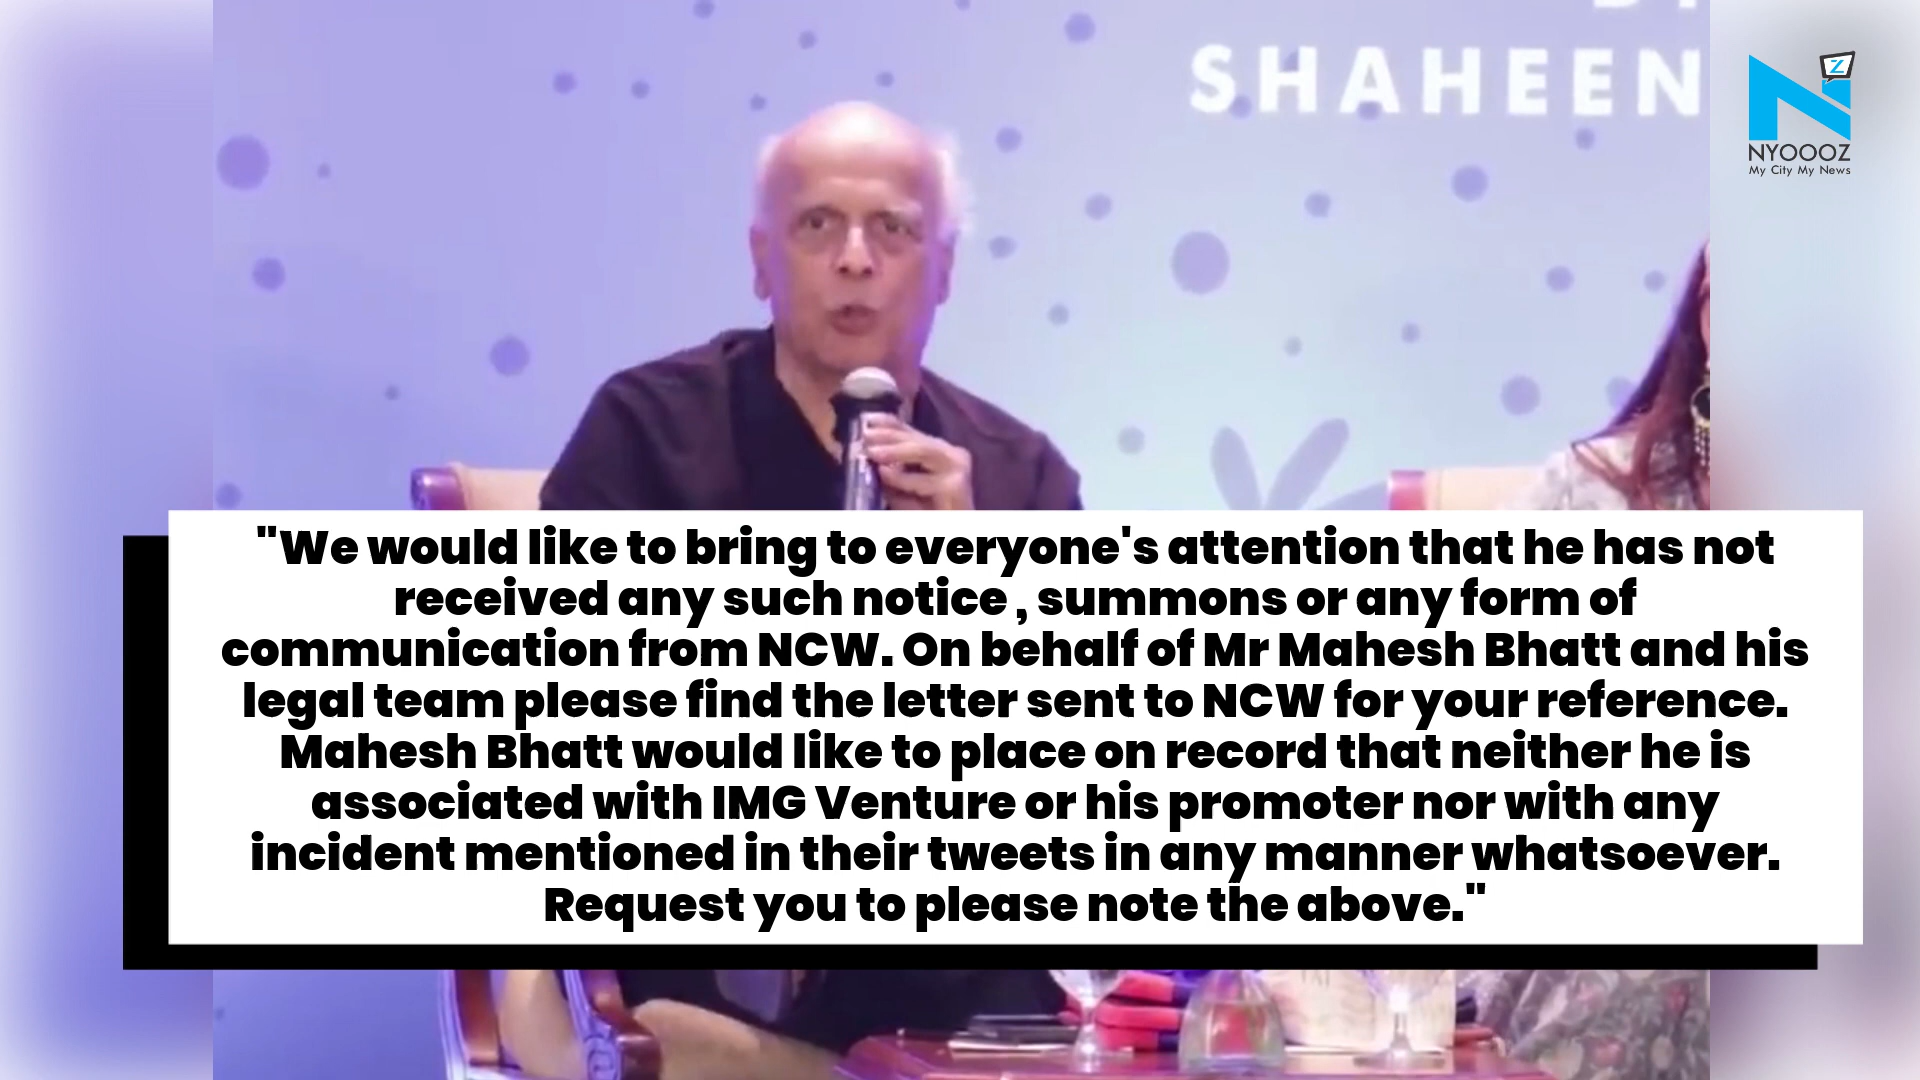 SHAHEEN
NYOOOZ
My City My News
"We would like to bring to everyone's attention that he has not
received any such notice , summons or any form of
communication from NCW. On behalf of Mr Mahesh Bhatt and his
legal team please find the letter sent to NCW for your reference.
Mahesh Bhatt would like to place on record that neither he is
associated with IMG Venture or his promoter nor with any
incident mentioned in their tweets in any manner whatsoever.
Request you to please note the above."